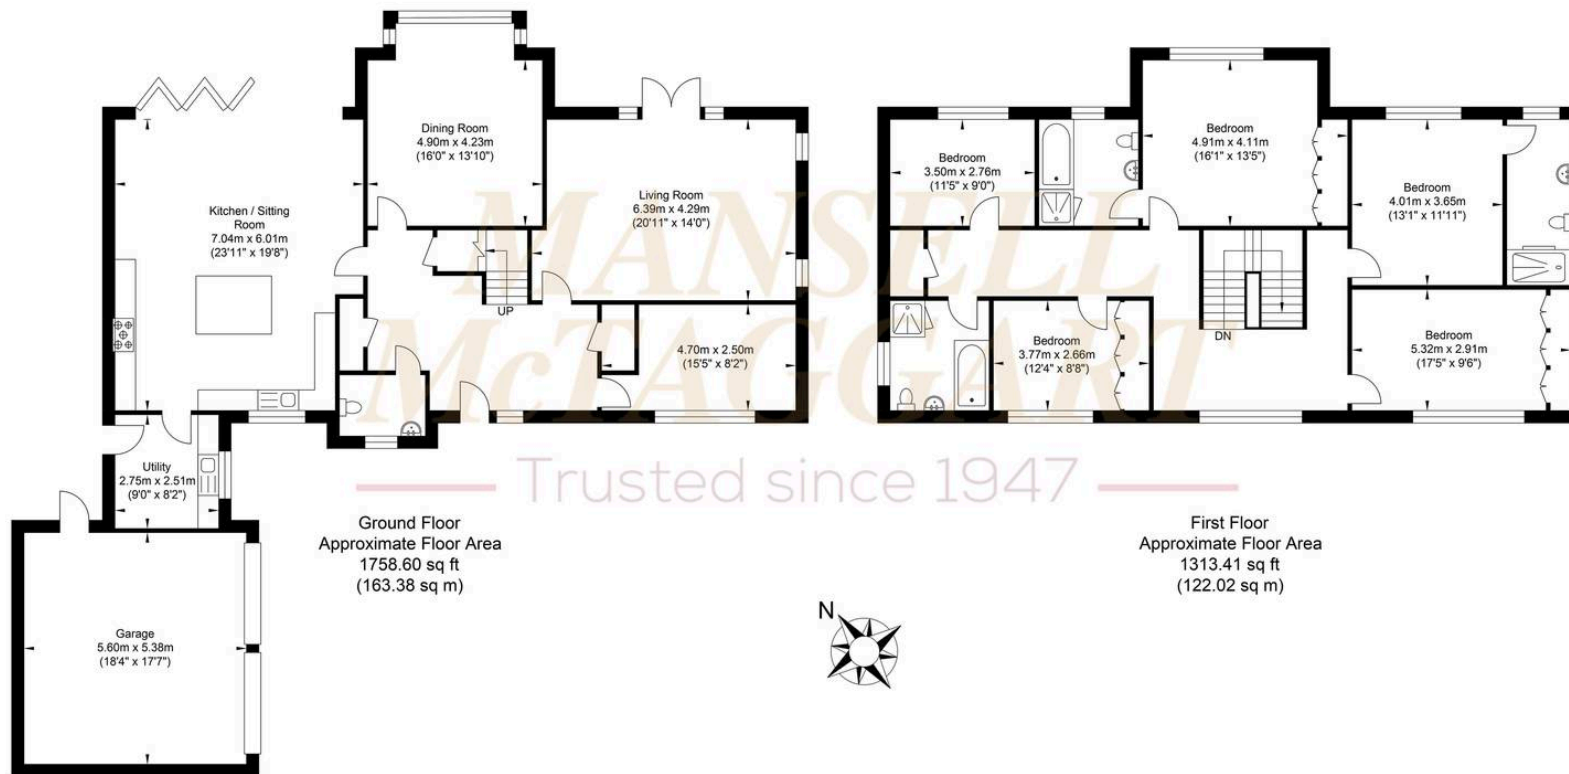 Dining Room
4.90m x 4.23m
(16'0" x 13'10")
Kitchen / Sitting
Room
7.04m x 6.01m
(23'11" x 19'8")
Living Room
6.39m x 4.29m
(20'11" x 14'0")
UP
4.70m x 2.50m
(15'5" x 8'2")
Utility
2.75m x 2.51m
(9'0" x 8'2")
Garage
5.60m x 5.38m
(18'4" x 17'7")
Ground Floor
Approximate Floor Area
1758.60 sq ft
(163.38 sq m)
Bedroom
3.50m x 2.76m
(11'5" x 9'0")
Bedroom
4.91m x 4.11m
(16'1" x 13'5")
Bedroom
4.01m x 3.65m
(13'1" x 11'11")
Bedroom
3.77m x 2.66m
(12'4" x 8'8")
DN
Bedroom
5.32m x 2.91m
(17'5" x 9'6")
First Floor
Approximate Floor Area
1313.41 sq ft
(122.02 sq m)
N
MANSELL
McTAGGART
Trusted since 1947